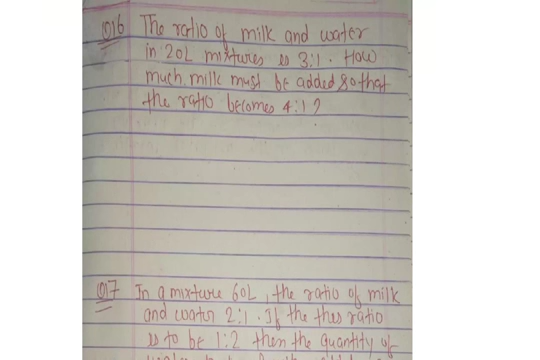 Q16 The ratio of milk and water
in 20L mixtures is 3:1. How
much milk must be added so that
the ratio becomes 4:1?
Q17 In a mixture 60L, the ratio of milk
and water 2:1. If the this ratio
is to be 1:2 then the quantity of